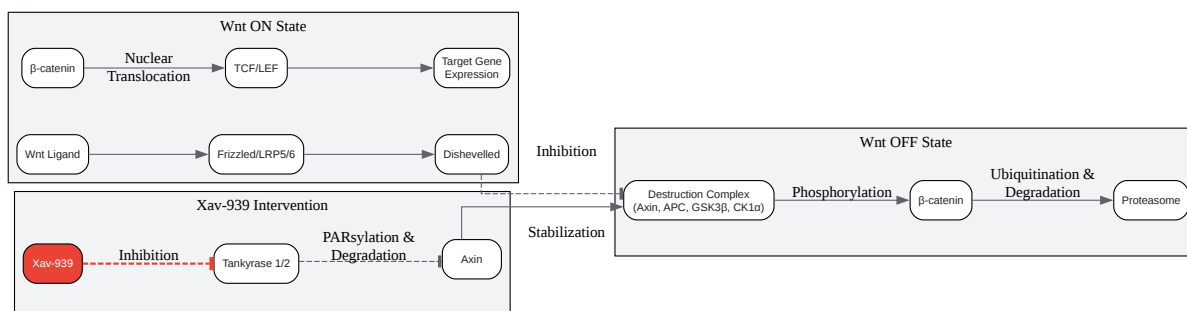 Wnt ON State
β-catenin
Nuclear
Translocation
TCF/LEF
Target Gene
Expression
Wnt Ligand
Frizzled/LRP5/6
Dishevelled
Inhibition
Wnt OFF State
Destruction Complex
(Axin, APC, GSK3β, CK1α)
Phosphorylation
β-catenin
Ubiquitination &
Degradation
Proteasome
Xav-939 Intervention
Xav-939
Inhibition
Tankyrase 1/2
PARsylation &
Degradation
Axin
Stabilization